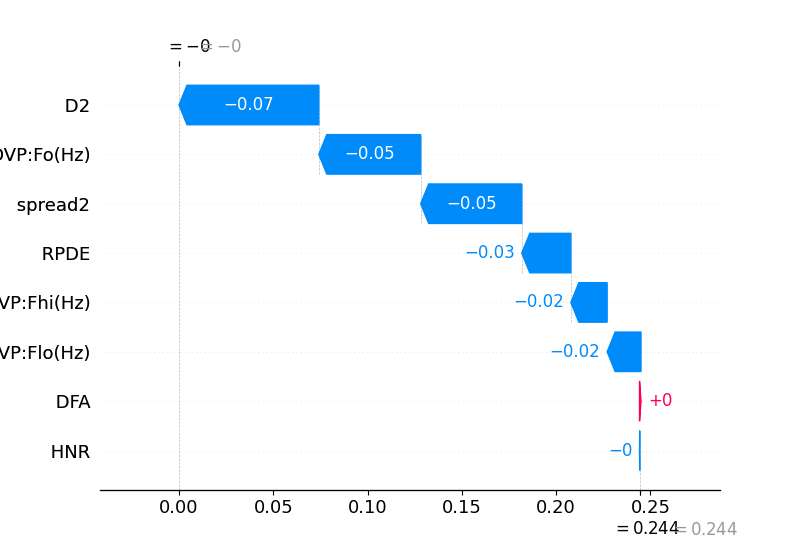 = −0 = −0
D2 −0.07
DVP:Fo(Hz) −0.05
spread2 −0.05
RPDE −0.03
VP:Fhi(Hz) −0.02
VP:Flo(Hz) −0.02
DFA +0
HNR −0
0.00 0.05 0.10 0.15 0.20 0.25
= 0.244 = 0.244